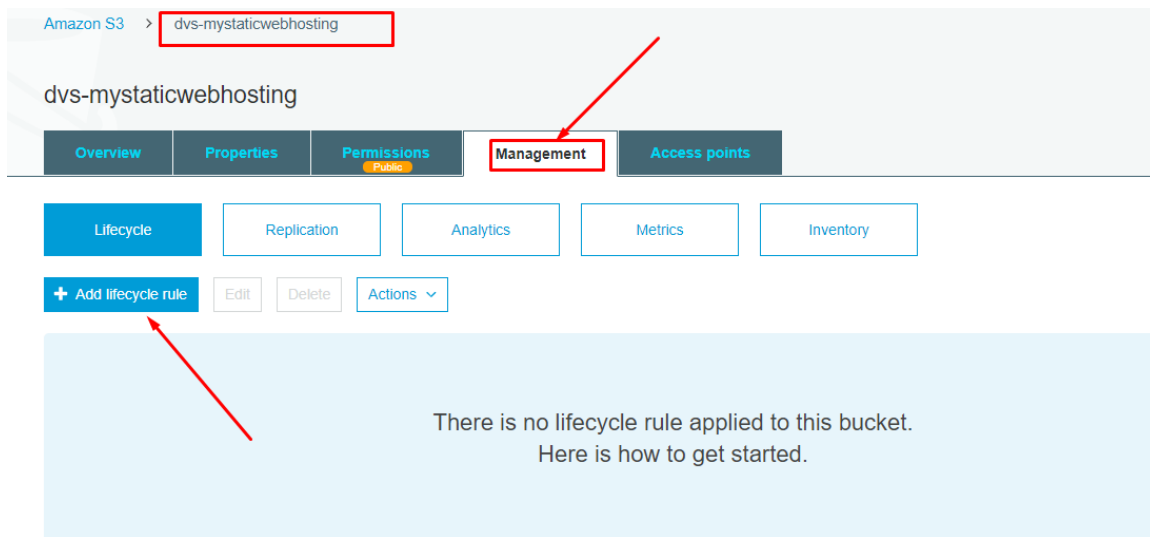 Amazon S3 > dvs-mystaticwebhosting
dvs-mystaticwebhosting
Overview Properties Permissions Management Access points
Public
Lifecycle Replication Analytics Metrics Inventory
+ Add lifecycle rule Edit Delete Actions
There is no lifecycle rule applied to this bucket.
Here is how to get started.